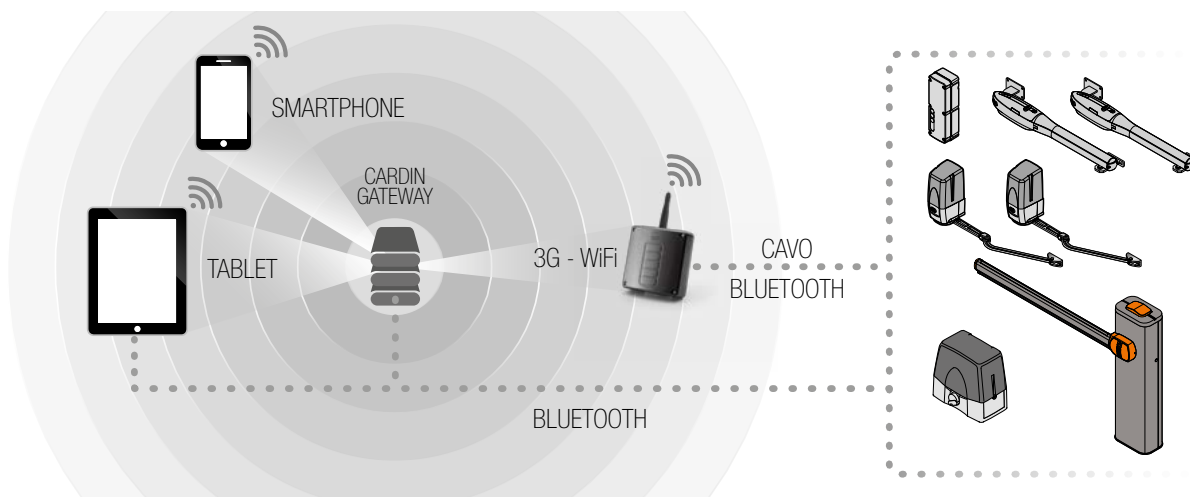 SMARTPHONE
CARDIN
GATEWAY
TABLET
3G - WiFi
CAVO
BLUETOOTH
BLUETOOTH